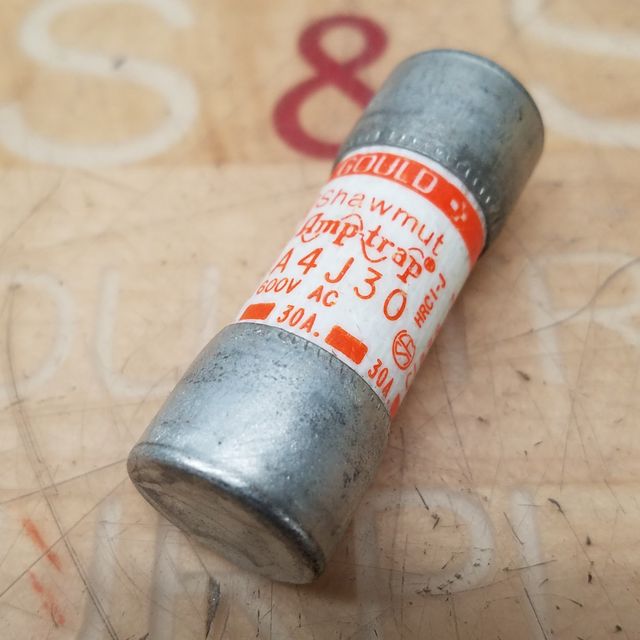 S &
GOULD
Shawmut
Amp-trap®
A4J30
600V AC
HRCI-J
30A.
30A